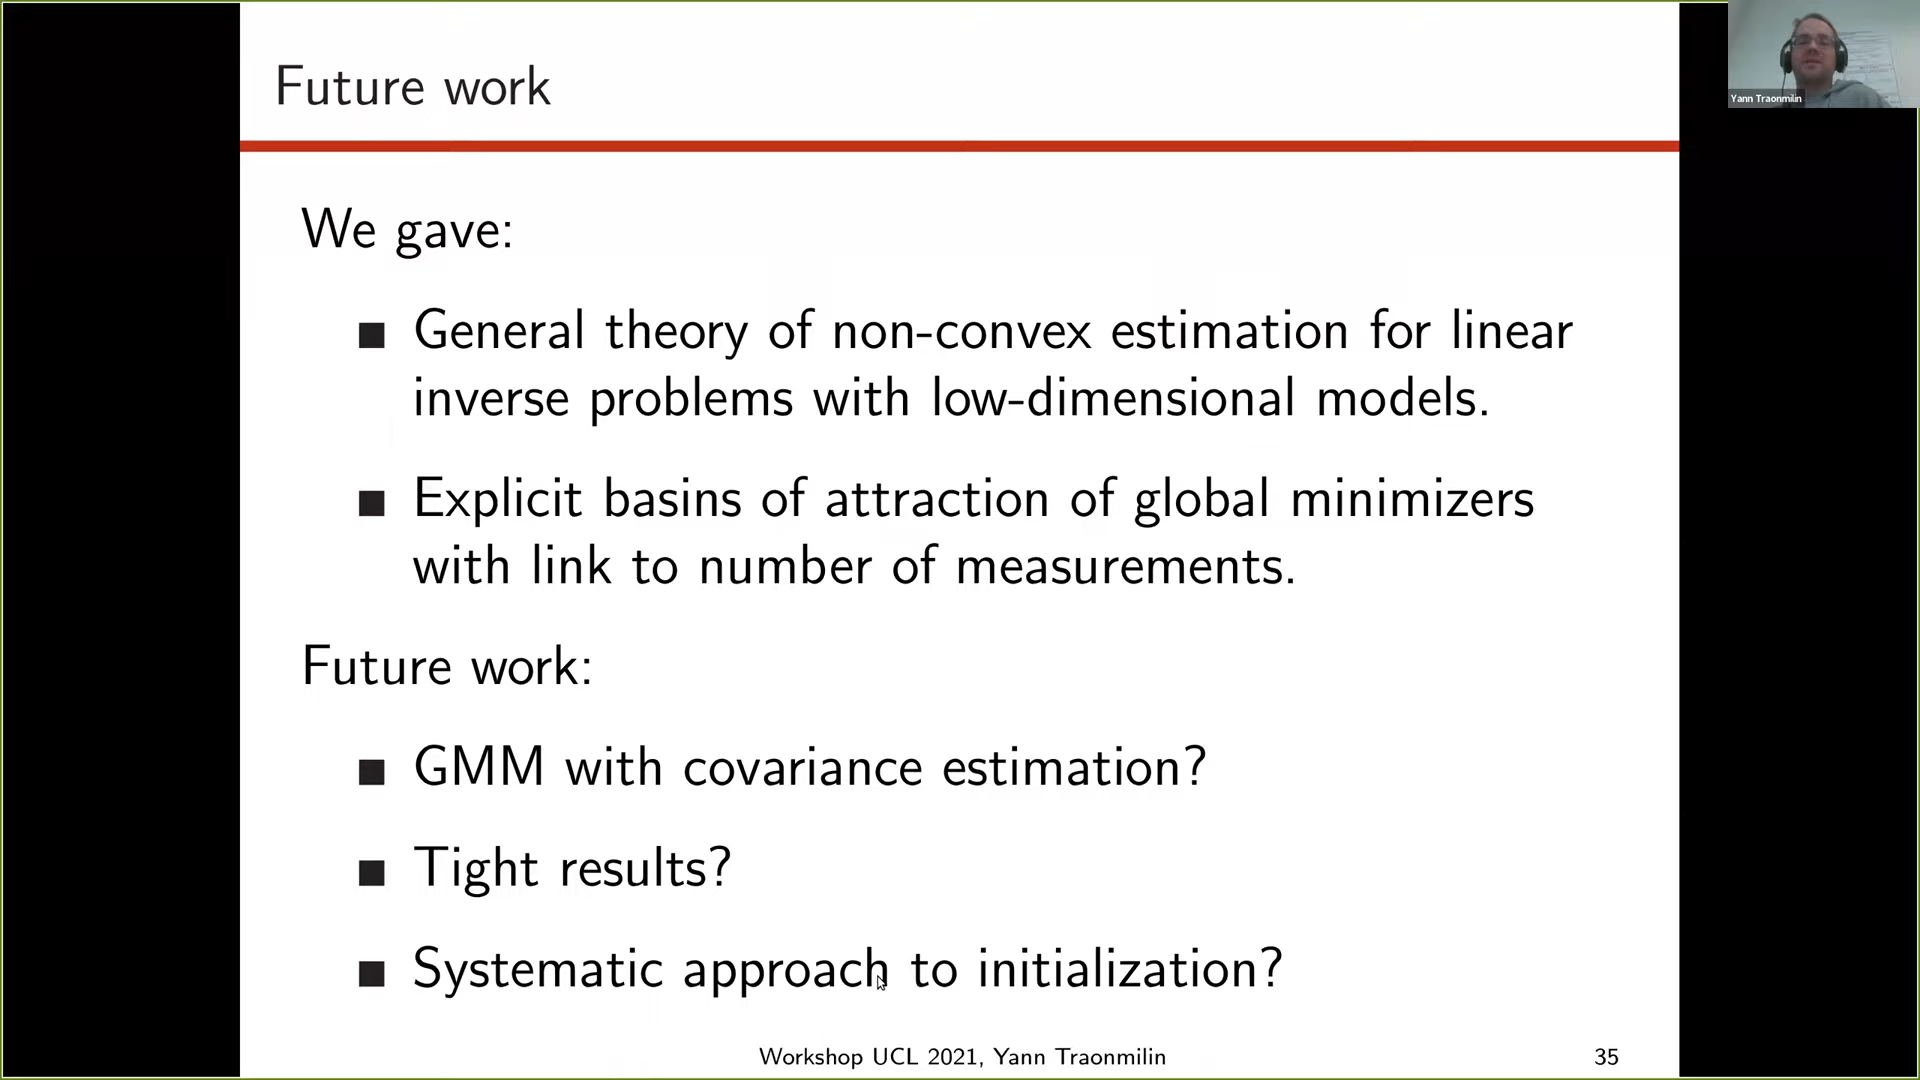 Future work
Yann Traonmilin
We gave:
■ General theory of non-convex estimation for linear
inverse problems with low-dimensional models.
■ Explicit basins of attraction of global minimizers
with link to number of measurements.
Future work:
■ GMM with covariance estimation?
■ Tight results?
■ Systematic approach to initialization?
Workshop UCL 2021, Yann Traonmilin
35